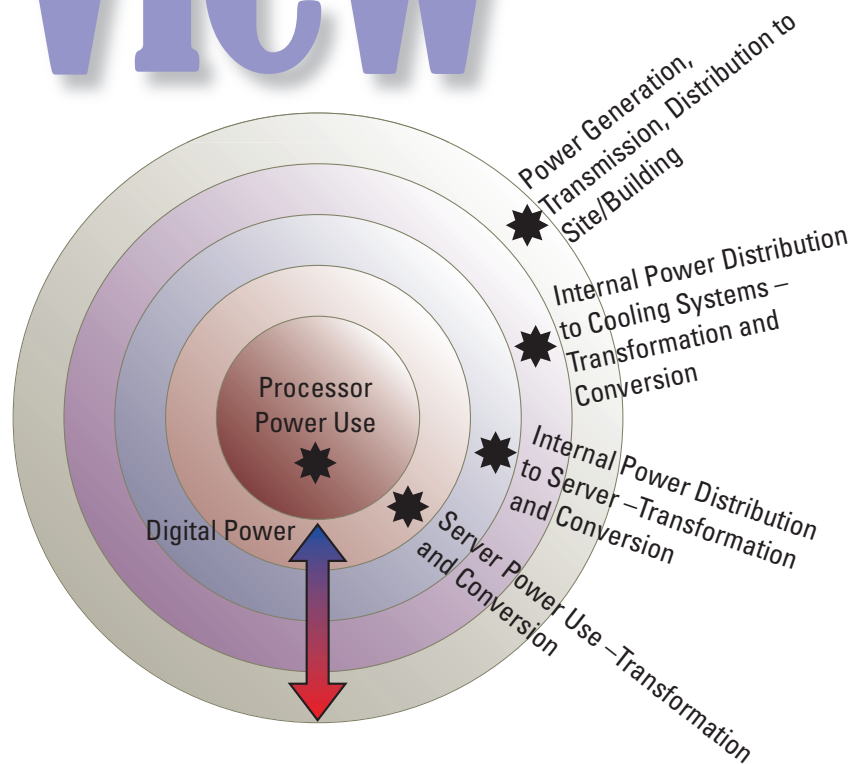 view
Power Generation,
Transmission, Distribution to
Site/Building
Internal Power Distribution
to Cooling Systems –
Transformation and
Conversion
Processor
Power Use
Internal Power Distribution
to Server –Transformation
and Conversion
Digital Power
Server Power Use –Transformation
and Conversion